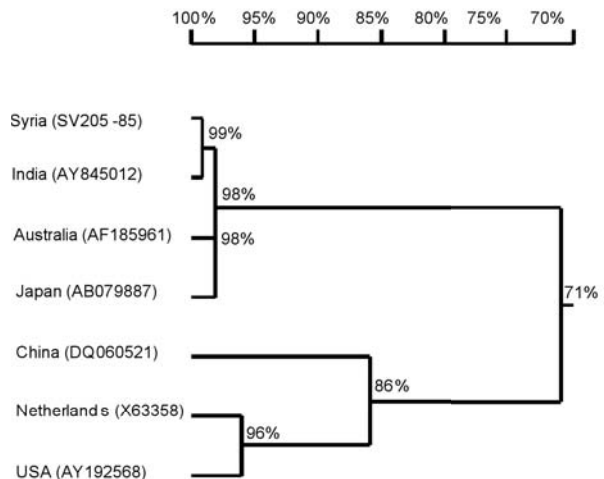 100% 95% 90% 85% 80% 75% 70%
Syria (SV205 -85)
99%
India (AY845012)
98%
Australia (AF185961)
98%
Japan (AB079887)
71%
China (DQ060521)
86%
Netherlands (X63358)
96%
USA (AY192568)